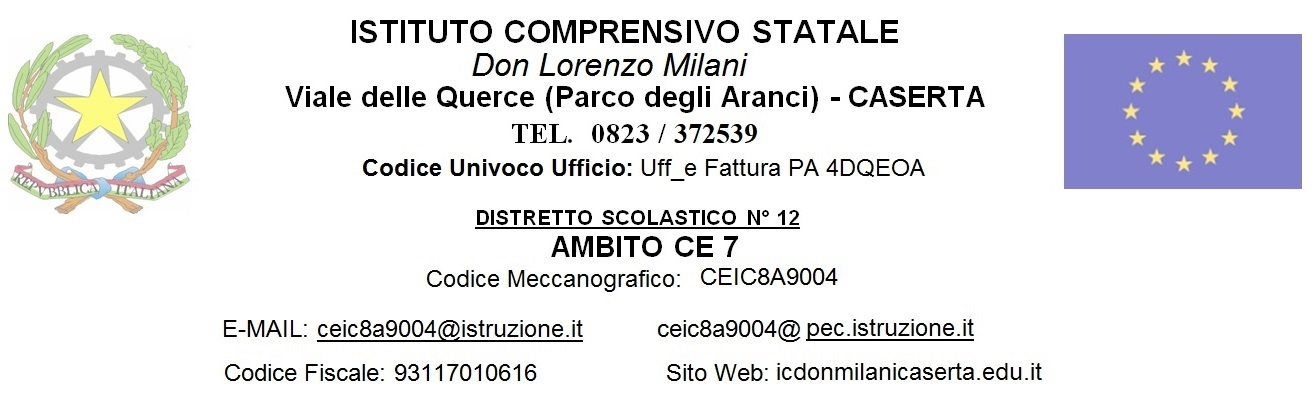 ISTITUTO COMPRENSIVO STATALE
Don Lorenzo Milani
Viale delle Querce (Parco degli Aranci) - CASERTA
TEL. 0823 / 372539
Codice Univoco Ufficio: Uff_e Fattura PA 4DQEOA
DISTRETTO SCOLASTICO N° 12
AMBITO CE 7
Codice Meccanografico: CEIC8A9004
E-MAIL: ceic8a9004@istruzione.it ceic8a9004@ pec.istruzione.it
Codice Fiscale: 93117010616 Sito Web: icdonmilanicaserta.edu.it
REPVBBLICA ITALIANA